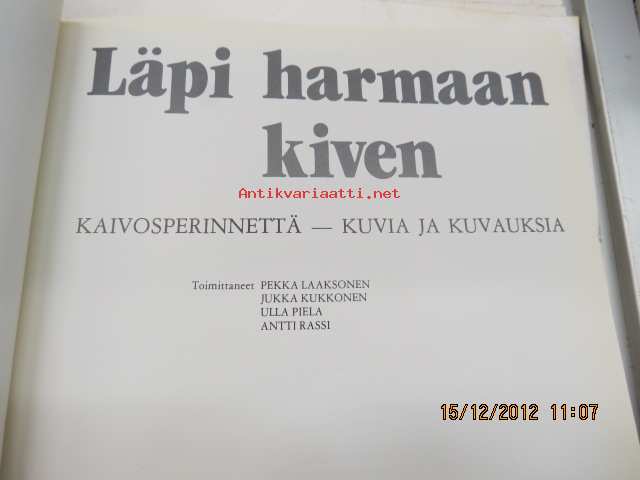 Läpi harmaan
kiven
Antikvariaatti.net
KAIVOSPERINNETTÄ — KUVIA JA KUVAUKSIA
Toimittaneet PEKKA LAAKSONEN
JUKKA KUKKONEN
ULLA PIELA
ANTTI RASSI
15/12/2012 11:07